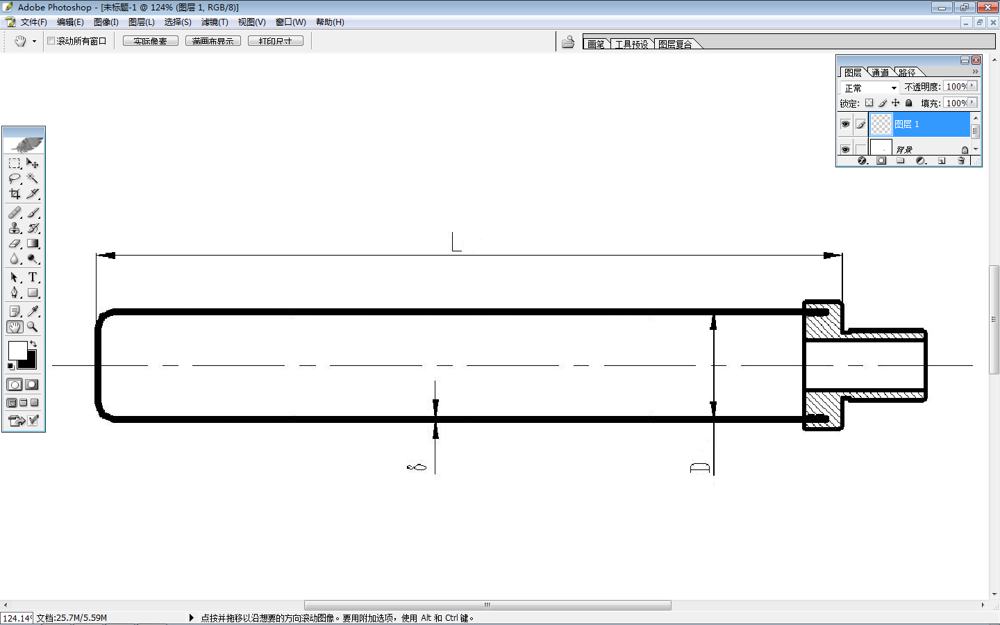 Adobe Photoshop - [未标题-1 @ 124% (图层 1, RGB/8)]
文件(F) 编辑(E) 图像(I) 图层(L) 选择(S) 滤镜(T) 视图(V) 窗口(W) 帮助(H)
滚动所有窗口 实际像素 满画布显示 打印尺寸 画笔 工具预设 图层复合
图层 通道 路径
正常 不透明度: 100%
锁定: 填充: 100%
图层 1
背景
T
L
8
D
124.14% 文档:25.7M/5.59M 点按并拖移以沿想要的方向滚动图像。要用附加选项，使用 Alt 和 Ctrl 键。